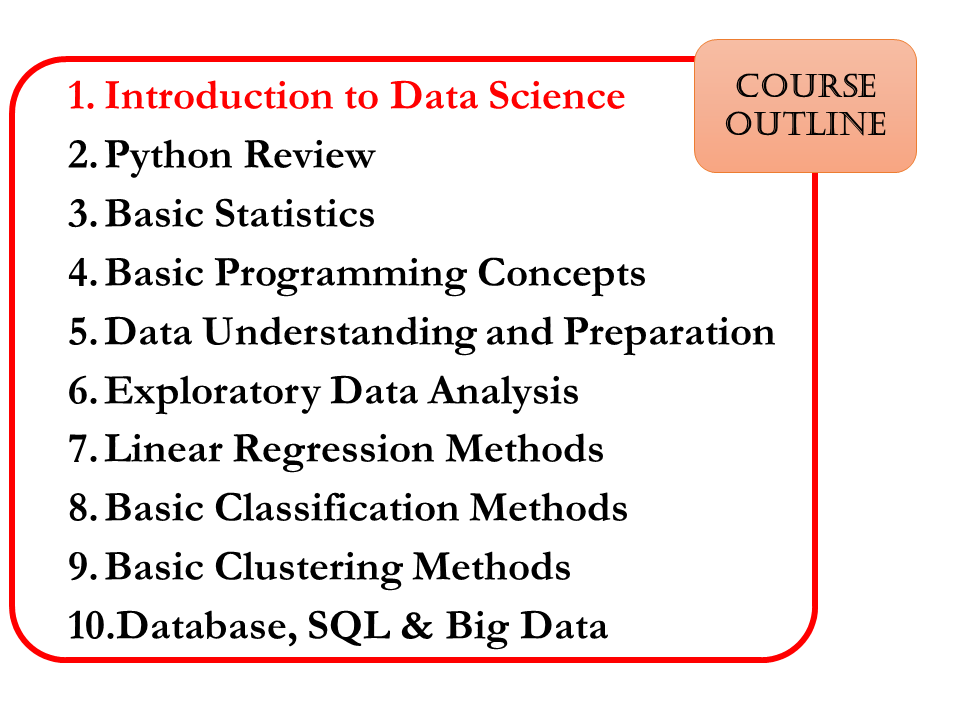 COURSE
OUTLINE
1. Introduction to Data Science
2. Python Review
3. Basic Statistics
4. Basic Programming Concepts
5. Data Understanding and Preparation
6. Exploratory Data Analysis
7. Linear Regression Methods
8. Basic Classification Methods
9. Basic Clustering Methods
10.Database, SQL & Big Data